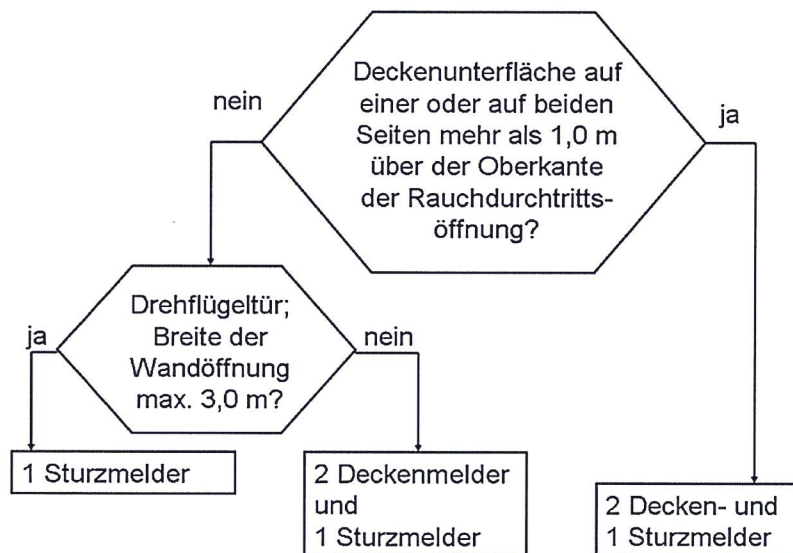 Deckenunterfläche auf
einer oder auf beiden
Seiten mehr als 1,0 m
über der Oberkante
der Rauchdurchtritts-
öffnung?
nein
ja
Drehflügeltür;
Breite der
Wandöffnung
max. 3,0 m?
ja
nein
1 Sturzmelder
2 Deckenmelder
und
1 Sturzmelder
2 Decken- und
1 Sturzmelder